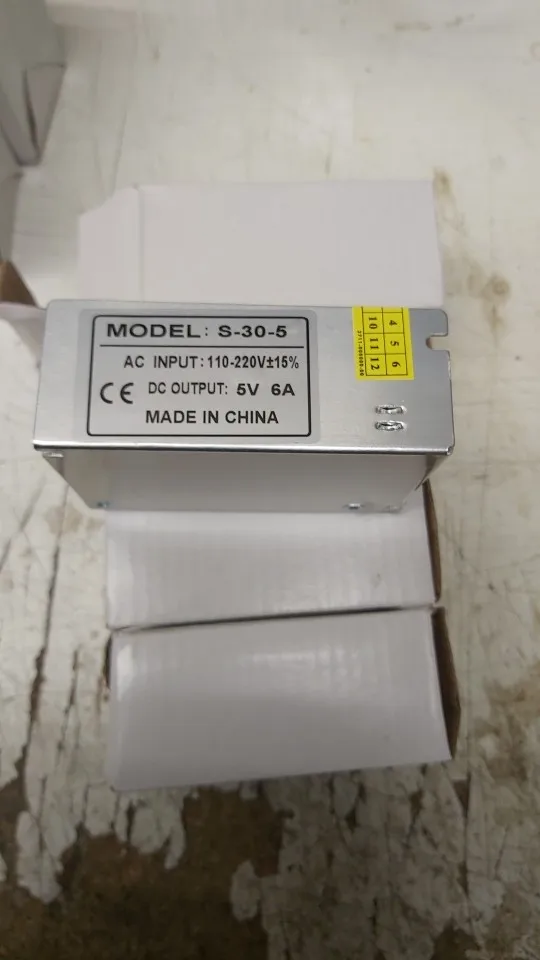 MODEL: S-30-5
AC INPUT: 110-220V±15%
CE DC OUTPUT: 5V 6A
MADE IN CHINA
4 5 6
10 11 12